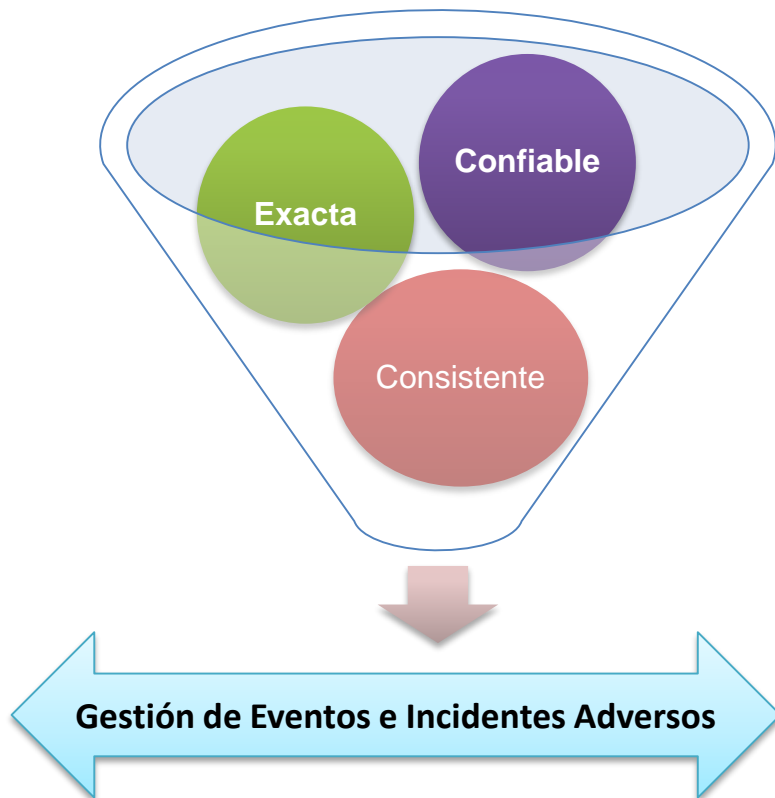 Confiable
Exacta
Consistente
Gestión de Eventos e Incidentes Adversos